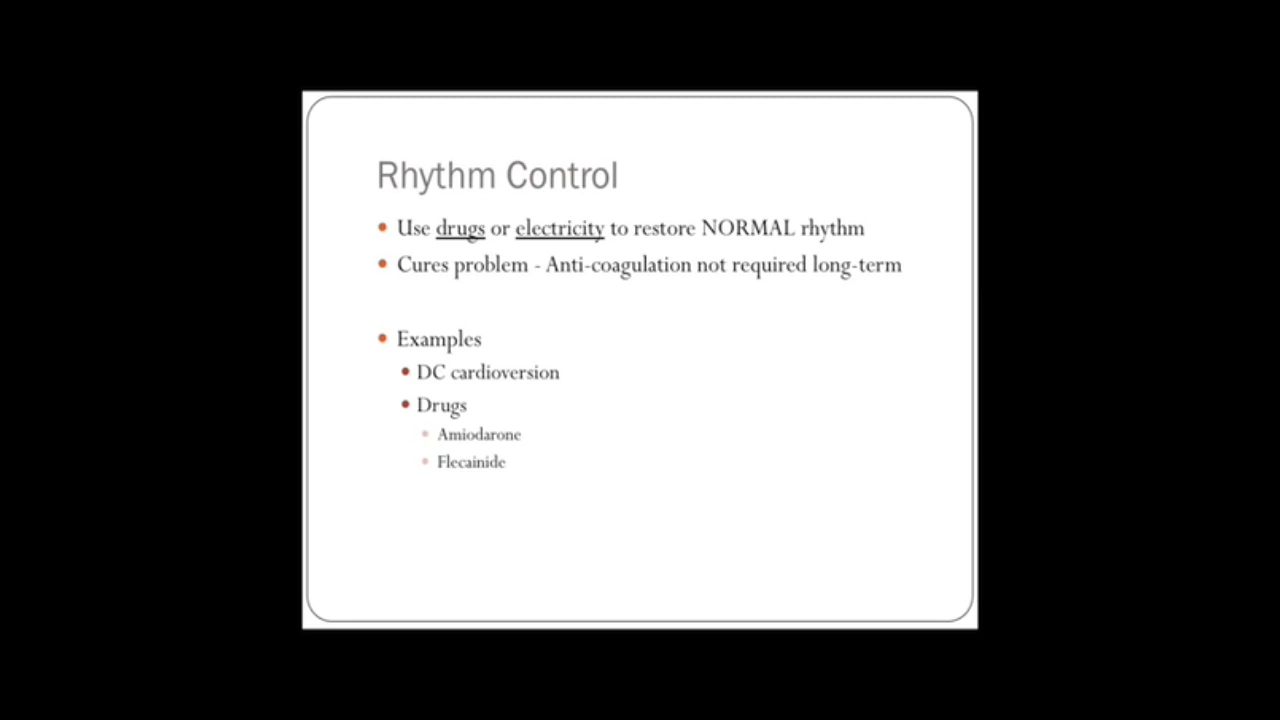 Rhythm Control
Use drugs or electricity to restore NORMAL rhythm
Cures problem - Anti-coagulation not required long-term
Examples
DC cardioversion
Drugs
Amiodarone
Flecainide